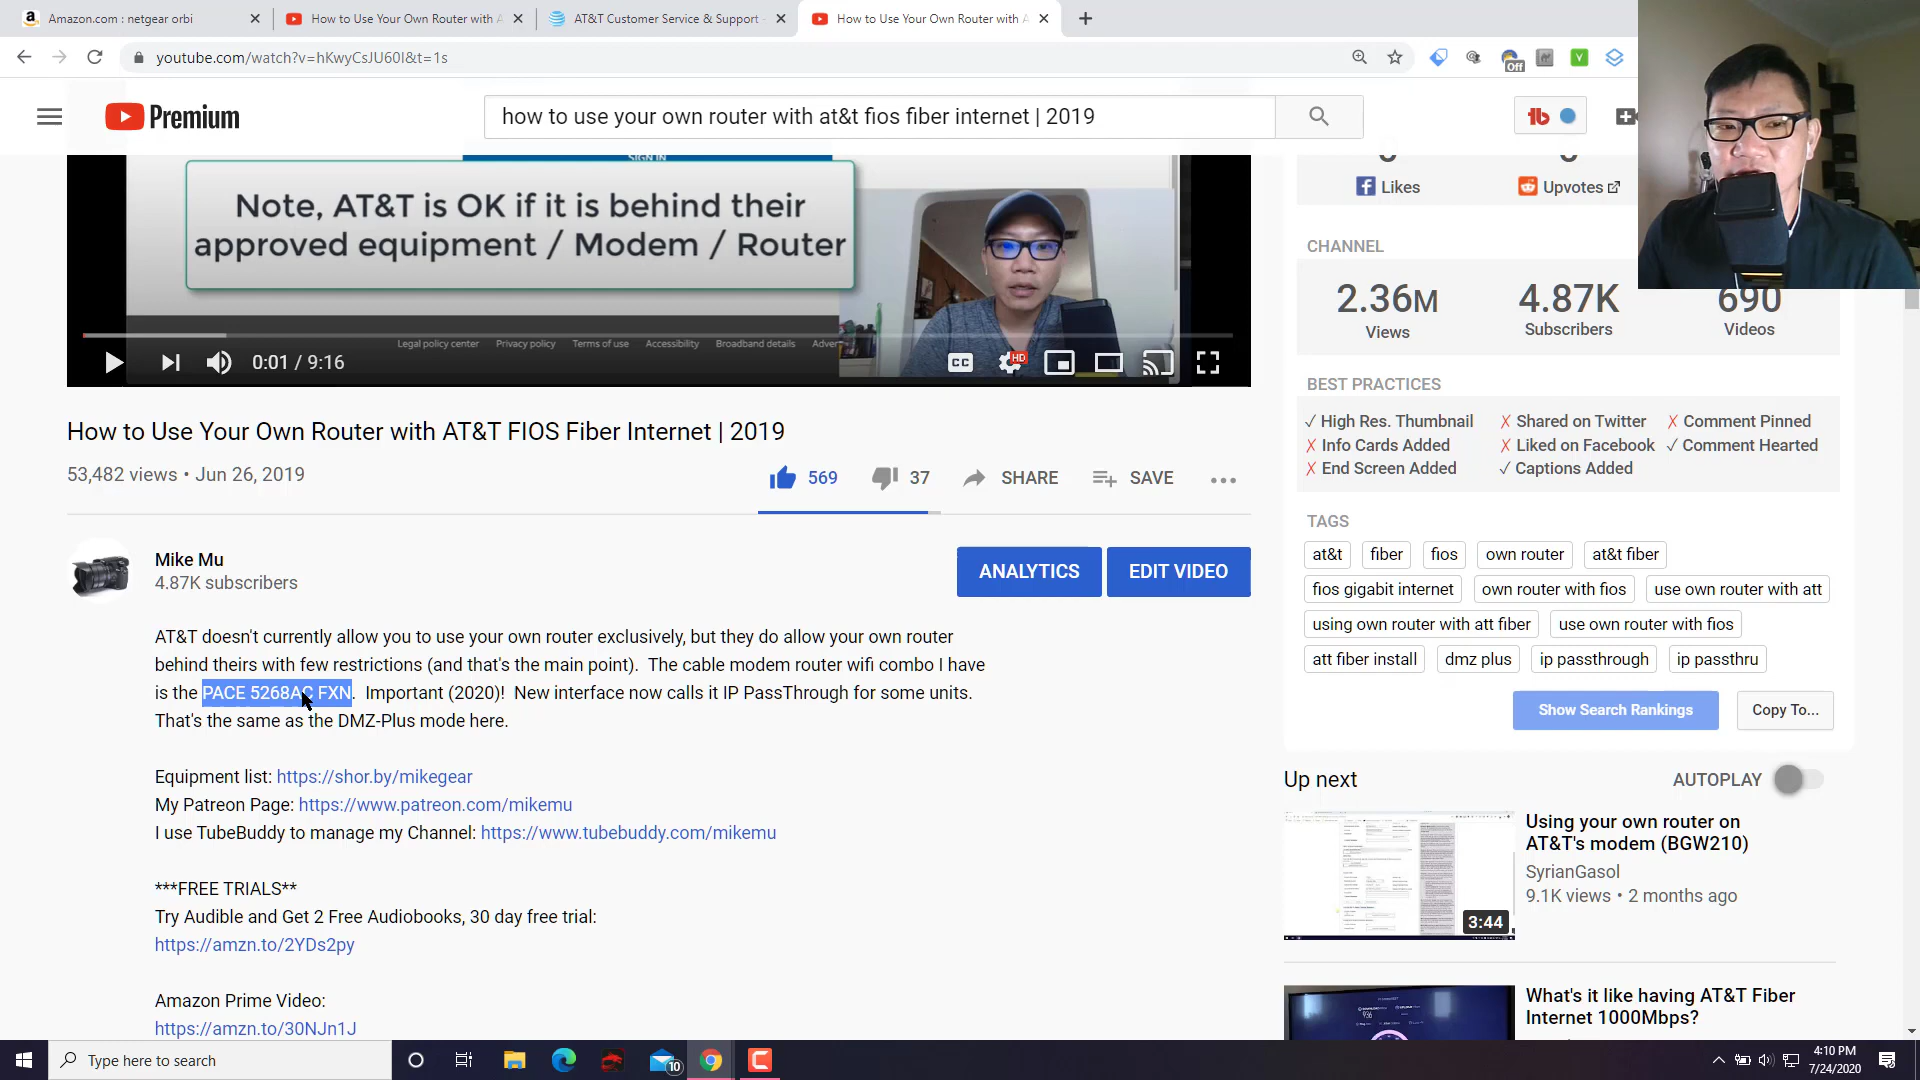 Amazon.com : netgear orbi
How to Use Your Own Router with A
AT&T Customer Service & Support -
How to Use Your Own Router with A
youtube.com/watch?v=hKwyCsJU60I&t=1s
Off
Premium
how to use your own router with at&t fios fiber internet | 2019
SIGN IN
Note, AT&T is OK if it is behind their
approved equipment / Modem / Router
Legal policy center Privacy policy Terms of use Accessibility Broadband details Adver
0:01 / 9:16
CC
HD
How to Use Your Own Router with AT&T FIOS Fiber Internet | 2019
53,482 views • Jun 26, 2019
569 37 SHARE SAVE
Mike Mu
4.87K subscribers
ANALYTICS EDIT VIDEO
AT&T doesn't currently allow you to use your own router exclusively, but they do allow your own router
behind theirs with few restrictions (and that's the main point). The cable modem router wifi combo I have
is the PACE 5268AC FXN. Important (2020)! New interface now calls it IP PassThrough for some units.
That's the same as the DMZ-Plus mode here.
Equipment list: https://shor.by/mikegear
My Patreon Page: https://www.patreon.com/mikemu
I use TubeBuddy to manage my Channel: https://www.tubebuddy.com/mikemu
***FREE TRIALS**
Try Audible and Get 2 Free Audiobooks, 30 day free trial:
https://amzn.to/2YDs2py
Amazon Prime Video:
https://amzn.to/30NJn1J
Likes Upvotes
CHANNEL
2.36M 4.87K 690
Views Subscribers Videos
BEST PRACTICES
✓ High Res. Thumbnail ✗ Shared on Twitter ✗ Comment Pinned
✗ Info Cards Added ✗ Liked on Facebook ✓ Comment Hearted
✗ End Screen Added ✓ Captions Added
TAGS
at&t fiber fios own router at&t fiber
fios gigabit internet own router with fios use own router with att
using own router with att fiber use own router with fios
att fiber install dmz plus ip passthrough ip passthru
Show Search Rankings Copy To...
Up next AUTOPLAY
Using your own router on
AT&T's modem (BGW210)
SyrianGasol
9.1K views • 2 months ago
3:44
What's it like having AT&T Fiber
Internet 1000Mbps?
Type here to search
10
4:10 PM
7/24/2020